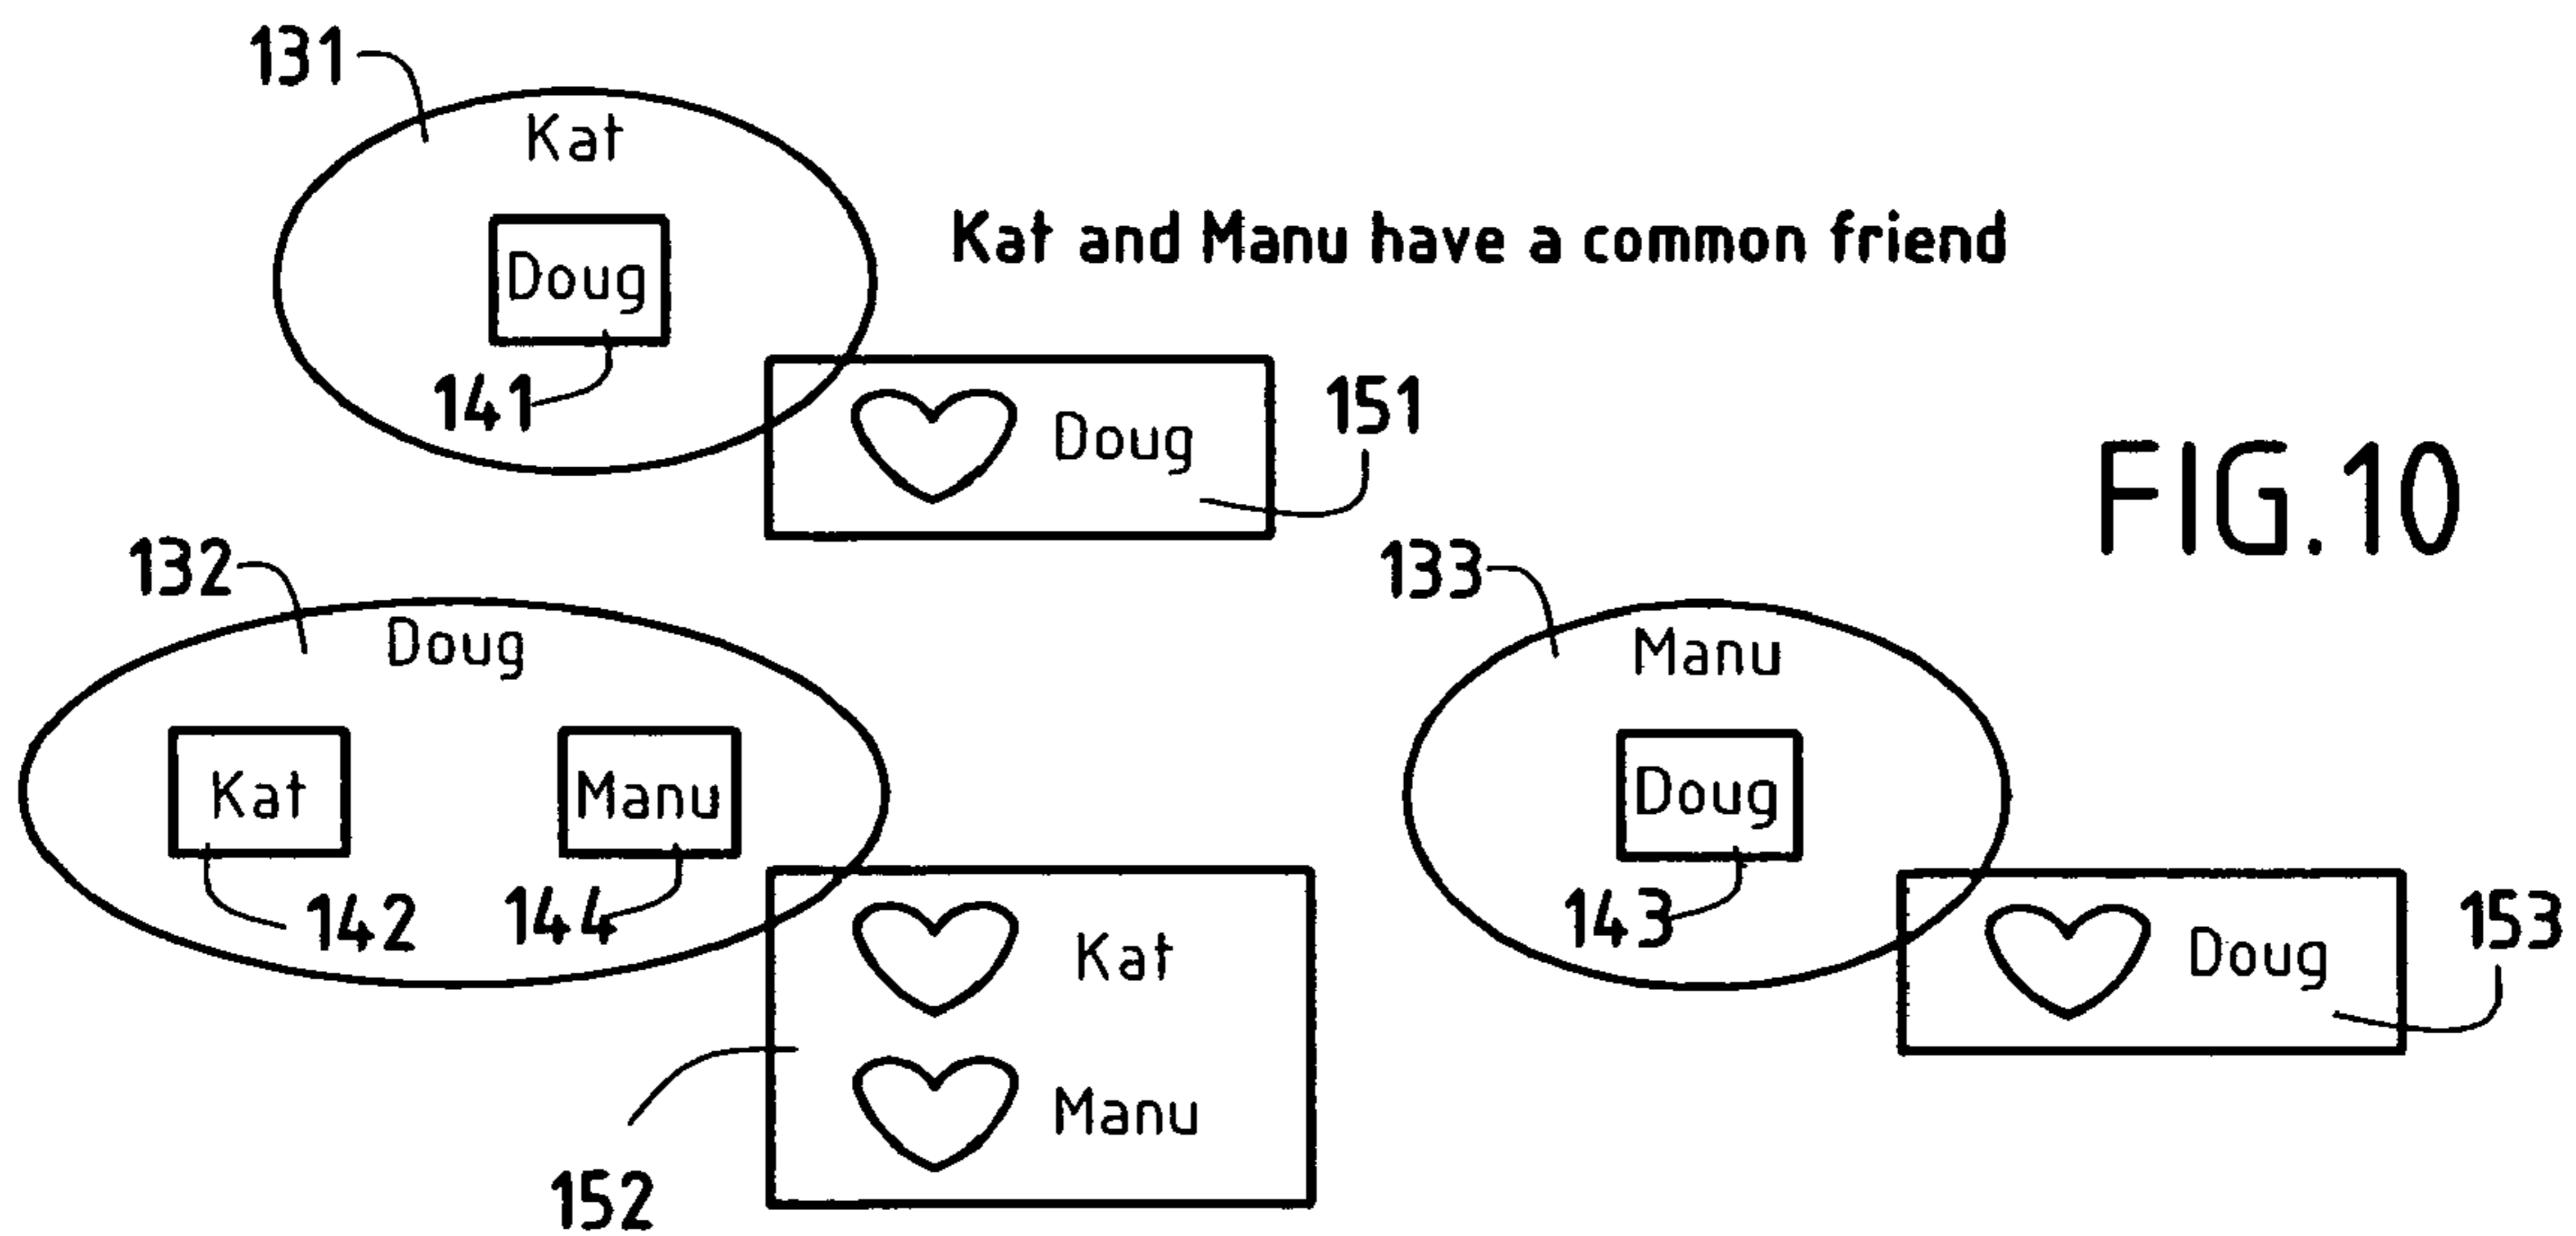 131
Kat
Kat and Manu have a common friend
Doug
141
151
Doug
FIG.10
132
133
Doug
Manu
Kat
Manu
Doug
142
144
143
153
Kat
Doug
Manu
152